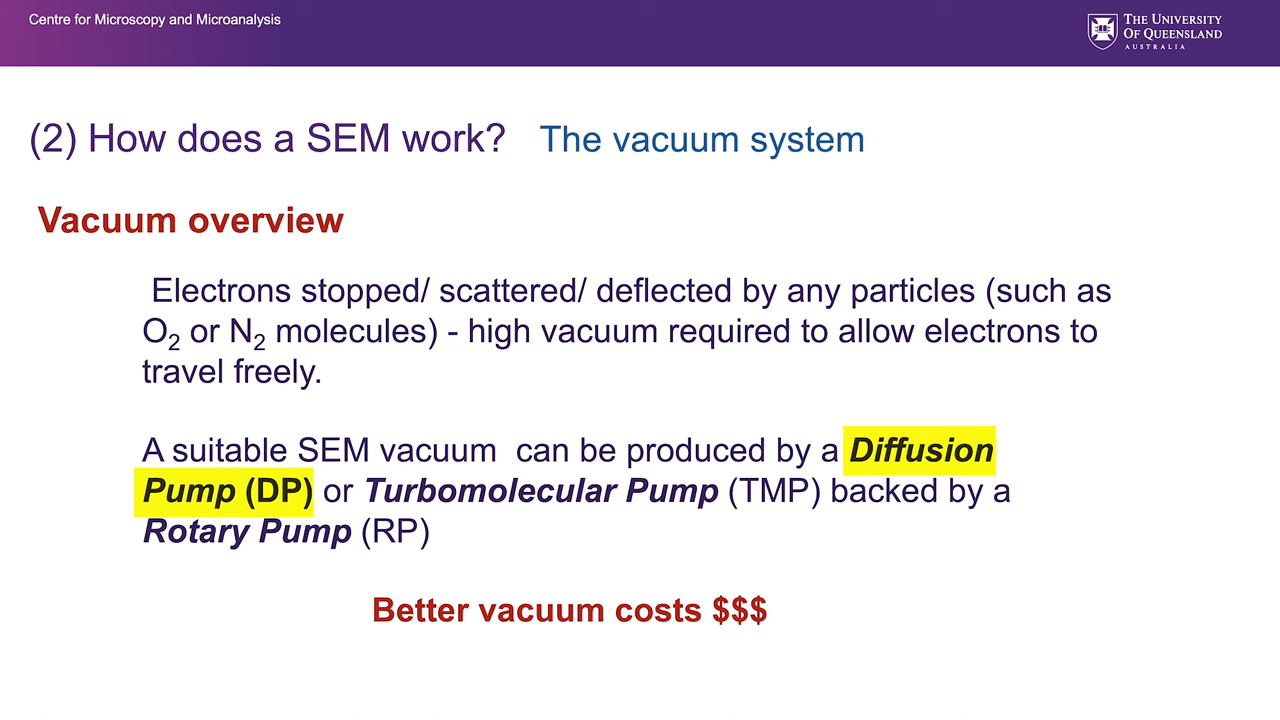 Centre for Microscopy and Microanalysis
THE UNIVERSITY
OF QUEENSLAND
AUSTRALIA
(2) How does a SEM work? The vacuum system
Vacuum overview
Electrons stopped/ scattered/ deflected by any particles (such as
O₂ or N₂ molecules) - high vacuum required to allow electrons to
travel freely.
A suitable SEM vacuum can be produced by a Diffusion
Pump (DP) or Turbomolecular Pump (TMP) backed by a
Rotary Pump (RP)
Better vacuum costs $$$